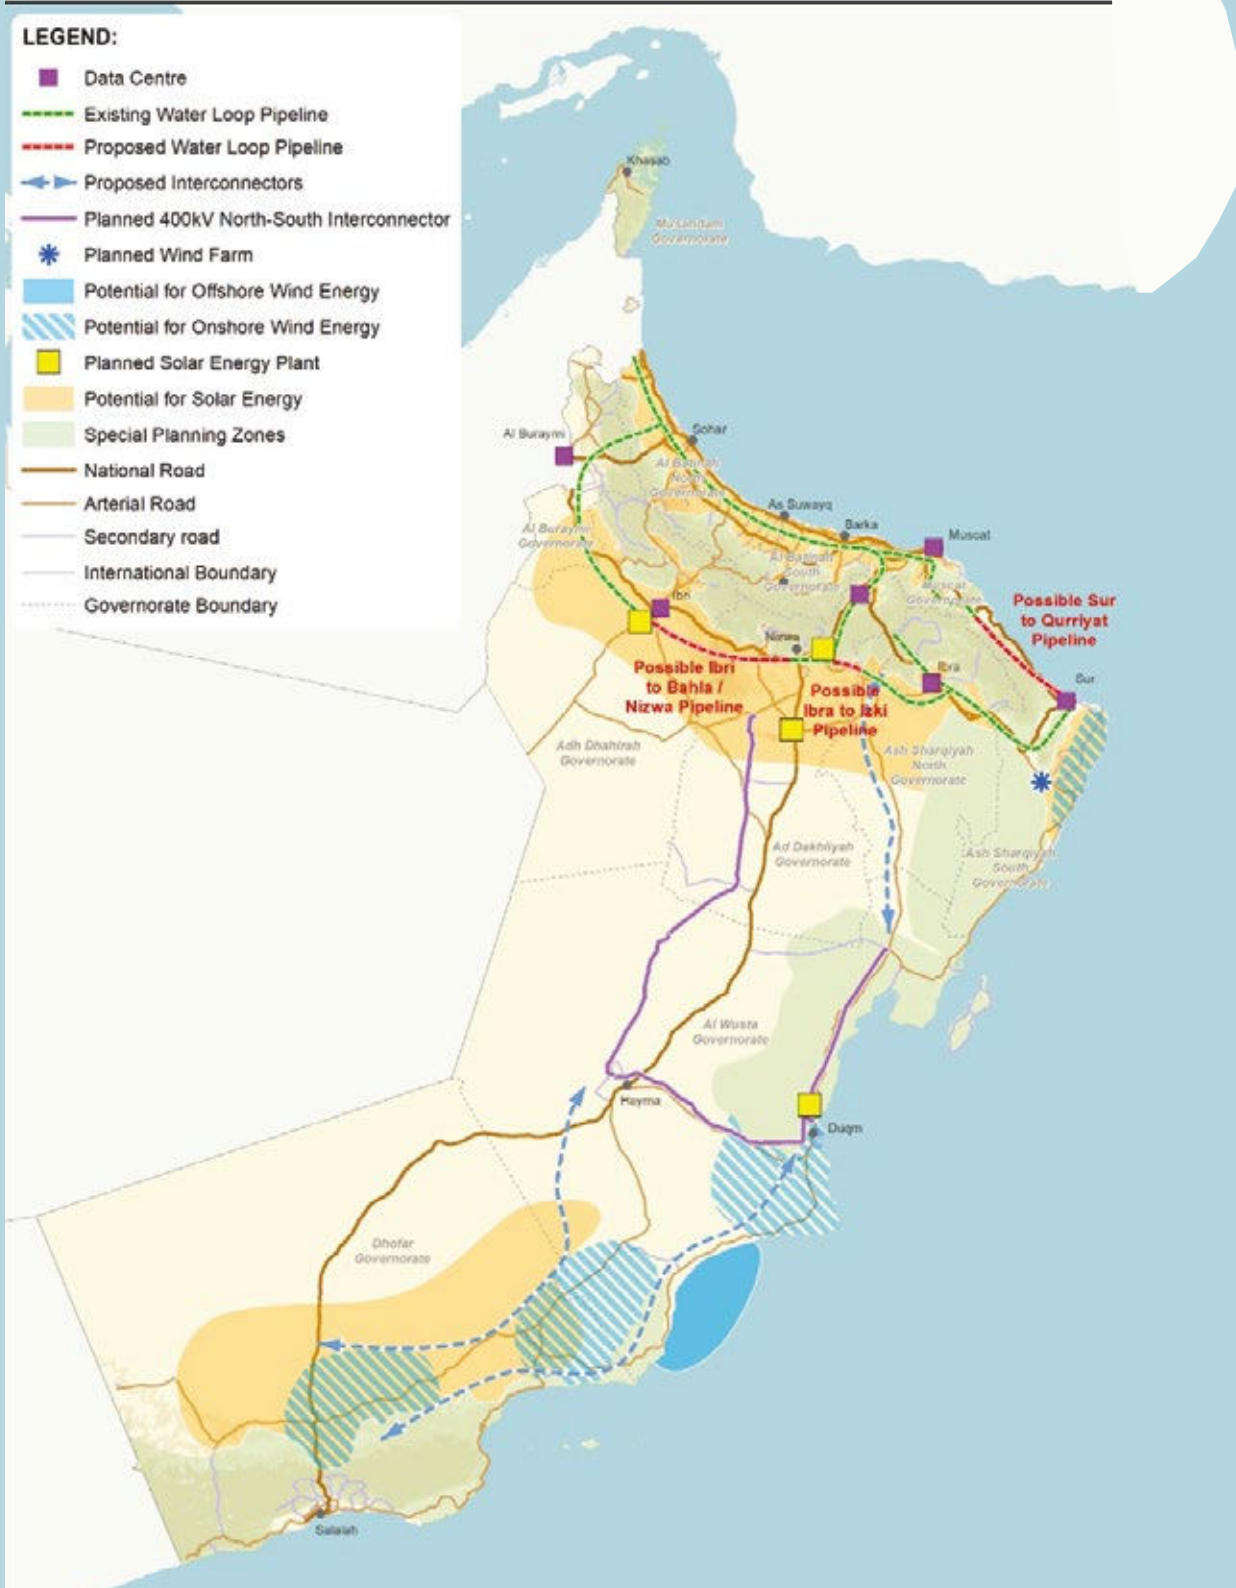 LEGEND:
Data Centre
Existing Water Loop Pipeline
Proposed Water Loop Pipeline
Proposed Interconnectors
Planned 400kV North-South Interconnector
Planned Wind Farm
Potential for Offshore Wind Energy
Potential for Onshore Wind Energy
Planned Solar Energy Plant
Potential for Solar Energy
Special Planning Zones
National Road
Arterial Road
Secondary road
International Boundary
Governorate Boundary
Khasab
Musandam
Governorate
Al Buraymi
Sohar
Al Batinah
North
Governorate
As Suwayq
Barka
Muscat
Al Buraymi
Governorate
Al Batinah
South
Governorate
Muscat
Governorate
Ibri
Possible Sur
to Qurriyat
Pipeline
Nizwa
Ibra
Sur
Possible Ibri
to Bahla /
Nizwa Pipeline
Possible
Ibra to Izki
Pipeline
Adh Dhahirah
Governorate
Ash Sharqiyah
North
Governorate
Ad Dakhliyah
Governorate
Ash Sharqiyah
South
Governorate
Al Wusta
Governorate
Hayma
Duqm
Dhofar
Governorate
Salalah